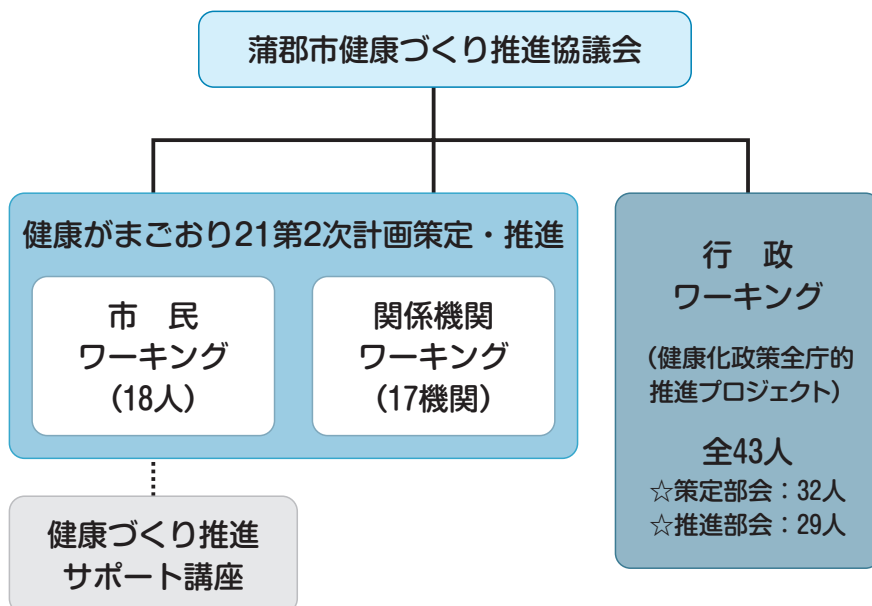 蒲郡市健康づくり推進協議会
健康がまごおり21第2次計画策定・推進
市　民
ワーキング
（18人）
関係機関
ワーキング
（17機関）
行　政
ワーキング
（健康化政策全庁的
推進プロジェクト）
全43人
☆策定部会：32人
☆推進部会：29人
健康づくり推進
サポート講座